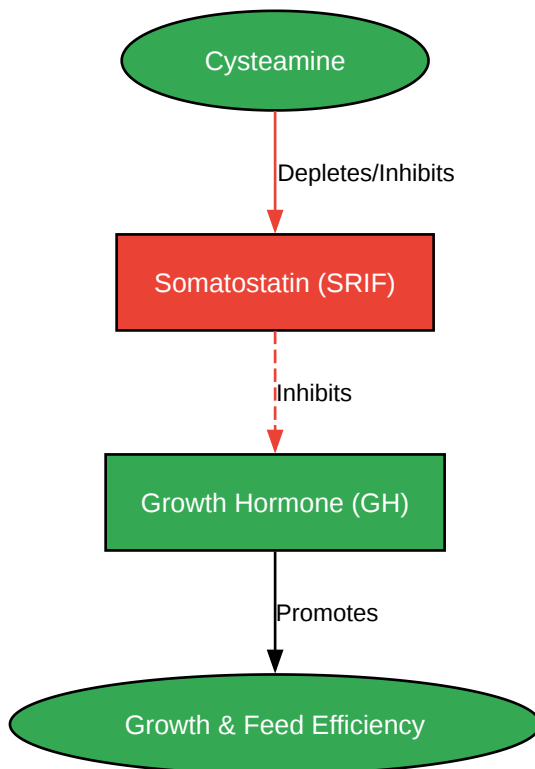 Cysteamine
Depletes/Inhibits
Somatostatin (SRIF)
Inhibits
Growth Hormone (GH)
Promotes
Growth & Feed Efficiency